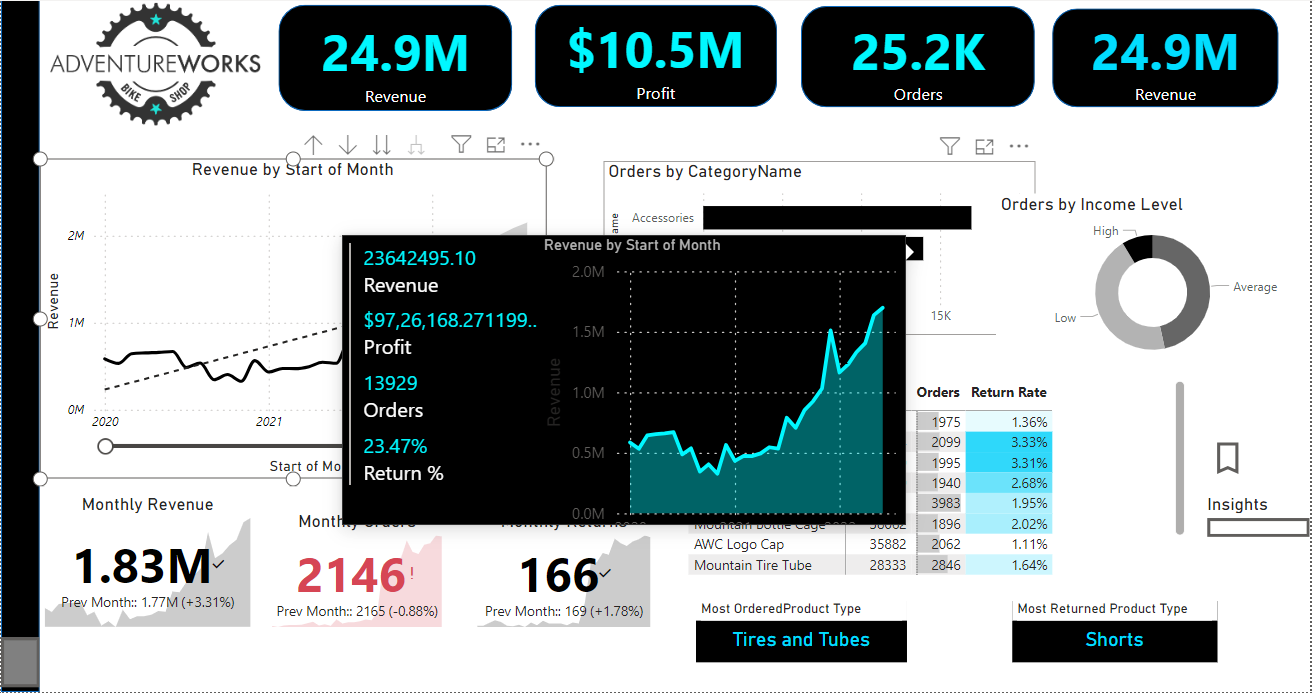 ADVENTUREWORKS
BIKE SHOP
24.9M
Revenue
$10.5M
Profit
25.2K
Orders
24.9M
Revenue
Revenue by Start of Month
Revenue
2M
1M
0M
2020
2021
Start of Mo
Orders by CategoryName
ame
Accessories
15K
Orders by Income Level
High
Average
Low
23642495.10
Revenue
$97,26,168.271199..
Profit
13929
Orders
23.47%
Return %
Revenue by Start of Month
Revenue
2.0M
1.5M
1.0M
0.5M
0.0M
2020 2021 2022
Orders Return Rate
1975 1.36%
2099 3.33%
1995 3.31%
1940 2.68%
3983 1.95%
Mountain Bottle Cage 1896 2.02%
AWC Logo Cap 35882 2062 1.11%
Mountain Tire Tube 28333 2846 1.64%
Insights
Monthly Revenue
1.83M
Prev Month:: 1.77M (+3.31%)
Monthly Orders
2146!
Prev Month:: 2165 (-0.88%)
Monthly Returns
166
Prev Month:: 169 (+1.78%)
Most OrderedProduct Type
Tires and Tubes
Most Returned Product Type
Shorts